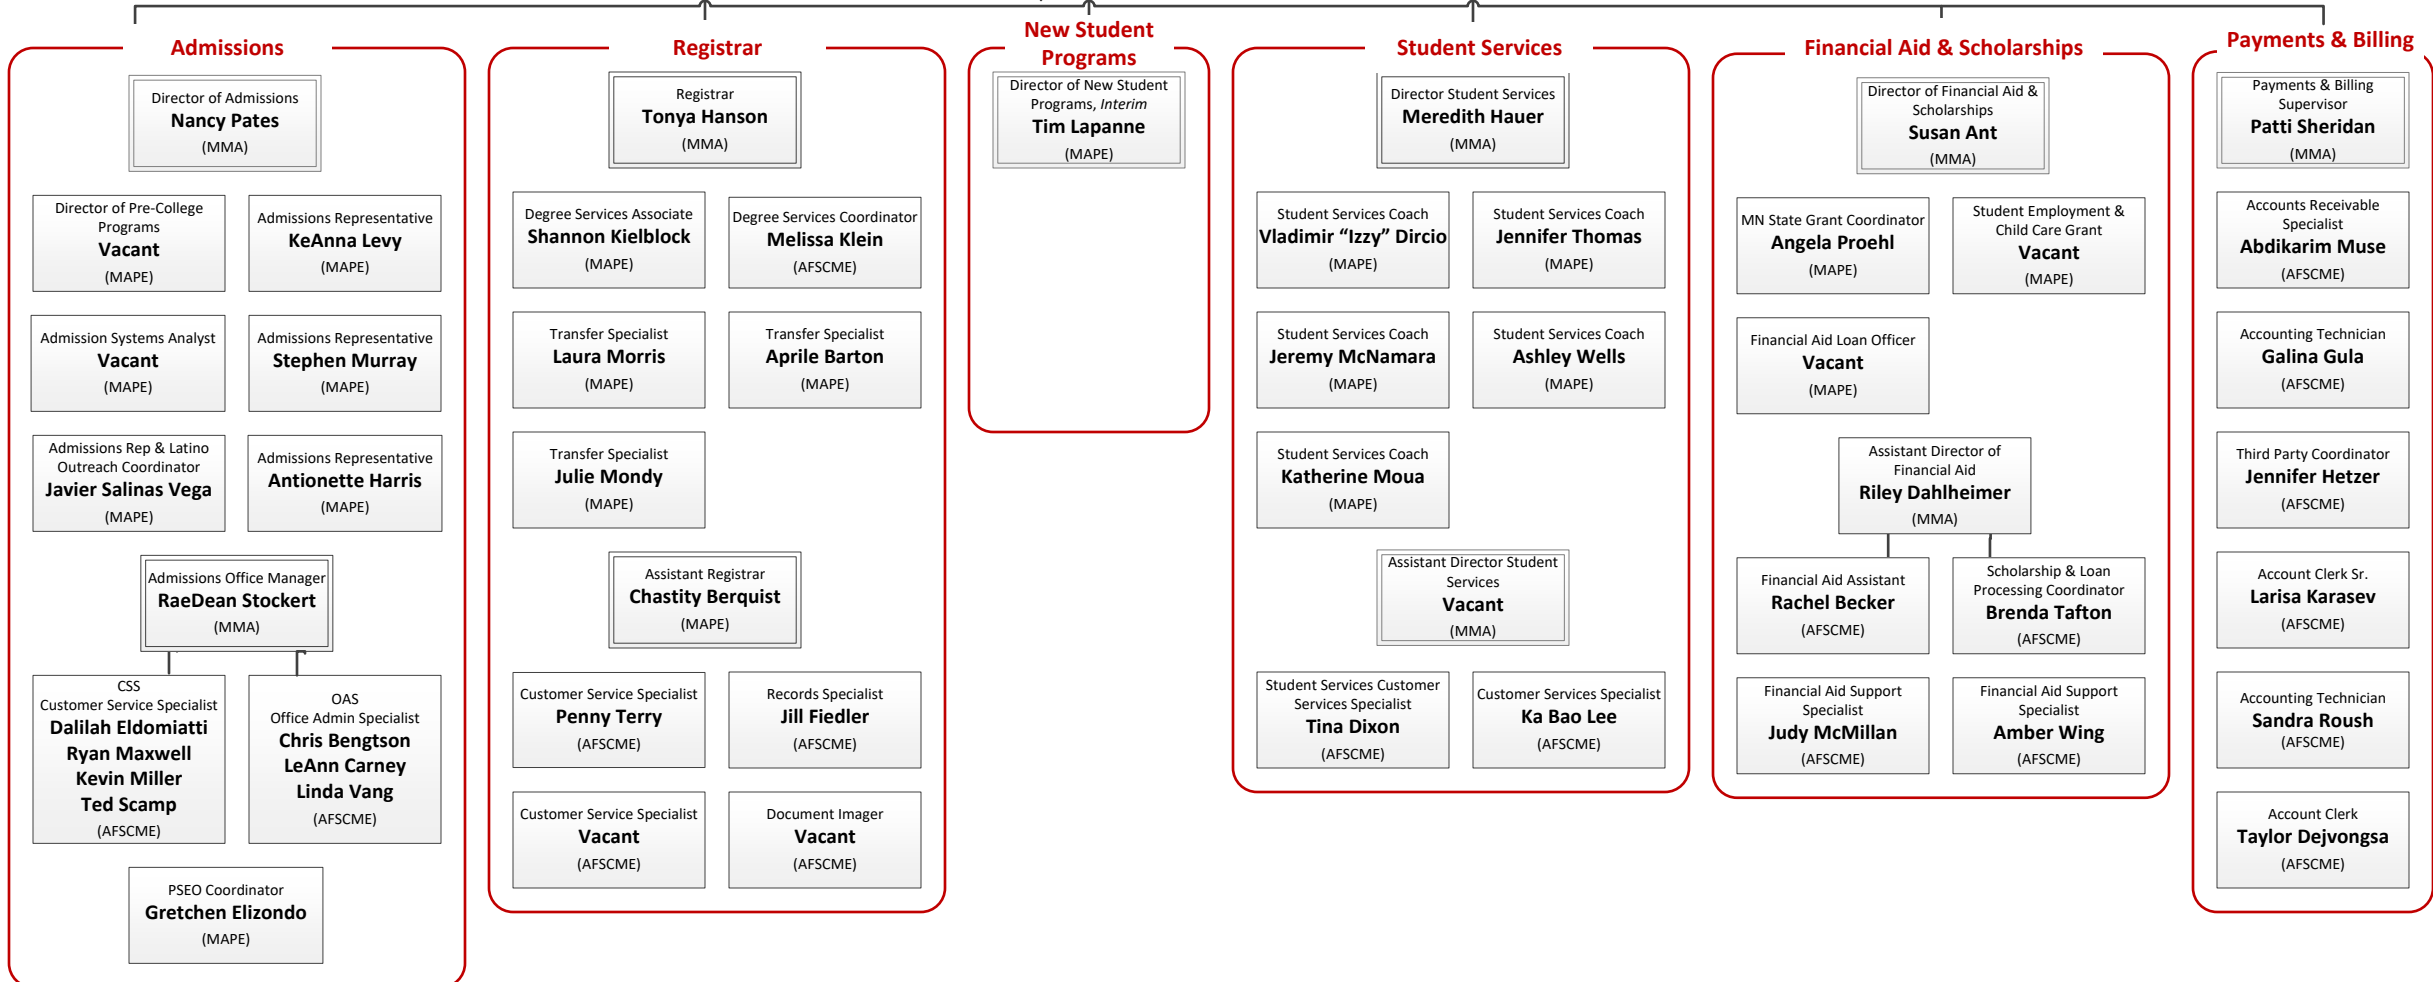 Admissions
Director of Admissions
Nancy Pates
(MMA)
Director of Pre-College
Programs
Vacant
(MAPE)
Admissions Representative
KeAnna Levy
(MAPE)
Admission Systems Analyst
Vacant
(MAPE)
Admissions Representative
Stephen Murray
(MAPE)
Admissions Rep & Latino
Outreach Coordinator
Javier Salinas Vega
(MAPE)
Admissions Representative
Antionette Harris
(MAPE)
Admissions Office Manager
RaeDean Stockert
(MMA)
CSS
Customer Service Specialist
Dalilah Eldomiatti
Ryan Maxwell
Kevin Miller
Ted Scamp
(AFSCME)
OAS
Office Admin Specialist
Chris Bengtson
LeAnn Carney
Linda Vang
(AFSCME)
PSEO Coordinator
Gretchen Elizondo
(MAPE)
Registrar
Registrar
Tonya Hanson
(MMA)
Degree Services Associate
Shannon Kielblock
(MAPE)
Degree Services Coordinator
Melissa Klein
(AFSCME)
Transfer Specialist
Laura Morris
(MAPE)
Transfer Specialist
Aprile Barton
(MAPE)
Transfer Specialist
Julie Mondy
(MAPE)
Assistant Registrar
Chastity Berquist
(MAPE)
Customer Service Specialist
Penny Terry
(AFSCME)
Records Specialist
Jill Fiedler
(AFSCME)
Customer Service Specialist
Vacant
(AFSCME)
Document Imager
Vacant
(AFSCME)
New Student
Programs
Director of New Student
Programs, Interim
Tim Lapanne
(MAPE)
Student Services
Director Student Services
Meredith Hauer
(MMA)
Student Services Coach
Vladimir “Izzy” Dircio
(MAPE)
Student Services Coach
Jennifer Thomas
(MAPE)
Student Services Coach
Jeremy McNamara
(MAPE)
Student Services Coach
Ashley Wells
(MAPE)
Student Services Coach
Katherine Moua
(MAPE)
Assistant Director Student
Services
Vacant
(MMA)
Student Services Customer
Services Specialist
Tina Dixon
(AFSCME)
Customer Services Specialist
Ka Bao Lee
(AFSCME)
Financial Aid & Scholarships
Director of Financial Aid &
Scholarships
Susan Ant
(MMA)
MN State Grant Coordinator
Angela Proehl
(MAPE)
Student Employment &
Child Care Grant
Vacant
(MAPE)
Financial Aid Loan Officer
Vacant
(MAPE)
Assistant Director of
Financial Aid
Riley Dahlheimer
(MMA)
Financial Aid Assistant
Rachel Becker
(AFSCME)
Scholarship & Loan
Processing Coordinator
Brenda Tafton
(AFSCME)
Financial Aid Support
Specialist
Judy McMillan
(AFSCME)
Financial Aid Support
Specialist
Amber Wing
(AFSCME)
Payments & Billing
Payments & Billing
Supervisor
Patti Sheridan
(MMA)
Accounts Receivable
Specialist
Abdikarim Muse
(AFSCME)
Accounting Technician
Galina Gula
(AFSCME)
Third Party Coordinator
Jennifer Hetzer
(AFSCME)
Account Clerk Sr.
Larisa Karasev
(AFSCME)
Accounting Technician
Sandra Roush
(AFSCME)
Account Clerk
Taylor Dejvongsa
(AFSCME)